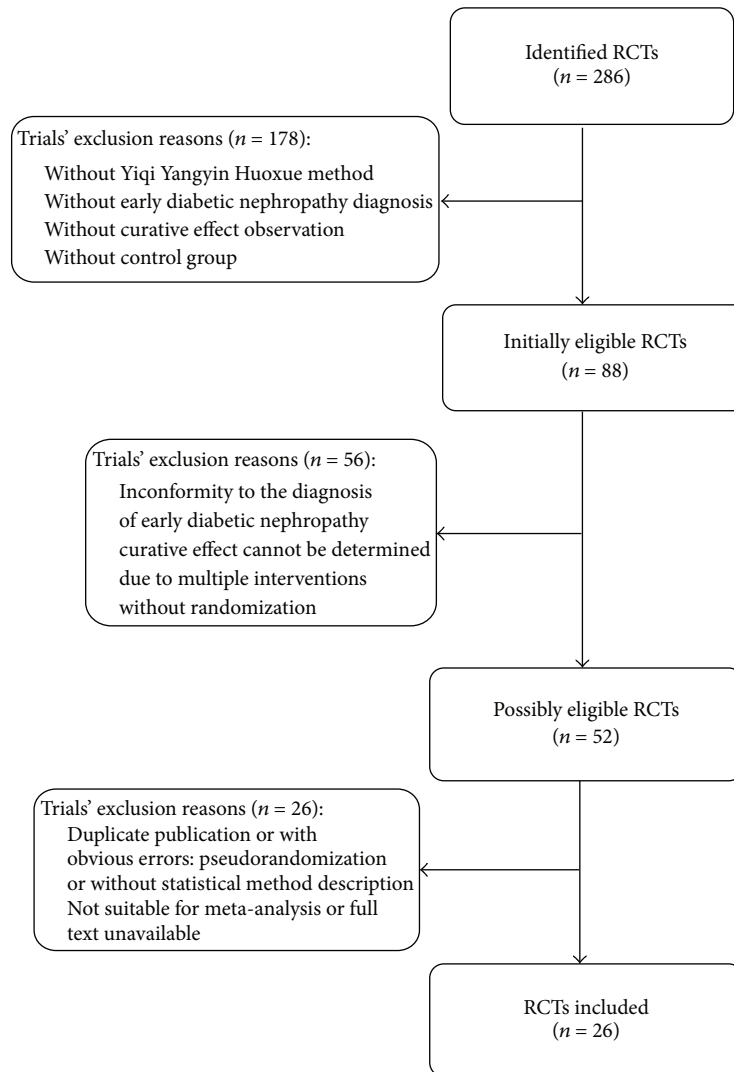 Identified RCTs
(n = 286)
Trials' exclusion reasons (n = 178):
Without Yiqi Yangyin Huoxue method
Without early diabetic nephropathy diagnosis
Without curative effect observation
Without control group
Initially eligible RCTs
(n = 88)
Trials' exclusion reasons (n = 56):
Inconformity to the diagnosis
of early diabetic nephropathy
curative effect cannot be determined
due to multiple interventions
without randomization
Possibly eligible RCTs
(n = 52)
Trials' exclusion reasons (n = 26):
Duplicate publication or with
obvious errors: pseudorandomization
or without statistical method description
Not suitable for meta-analysis or full
text unavailable
RCTs included
(n = 26)